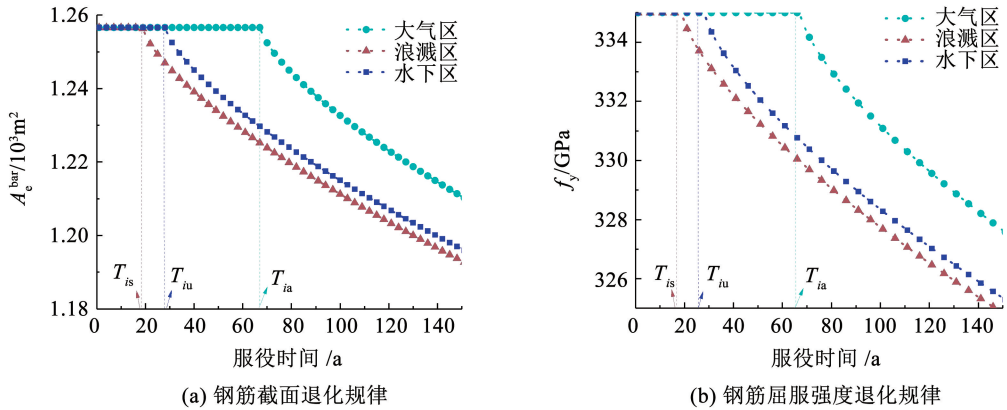 1.26
1.24
1.22
1.20
1.18
A_e^bar/10³m²
大气区
浪溅区
水下区
T_is
T_iu
T_ia
0 20 40 60 80 100 120 140
服役时间 /a
(a) 钢筋截面退化规律
334
332
330
328
326
f_y/GPa
大气区
浪溅区
水下区
T_is
T_iu
T_ia
0 20 40 60 80 100 120 140
服役时间 /a
(b) 钢筋屈服强度退化规律